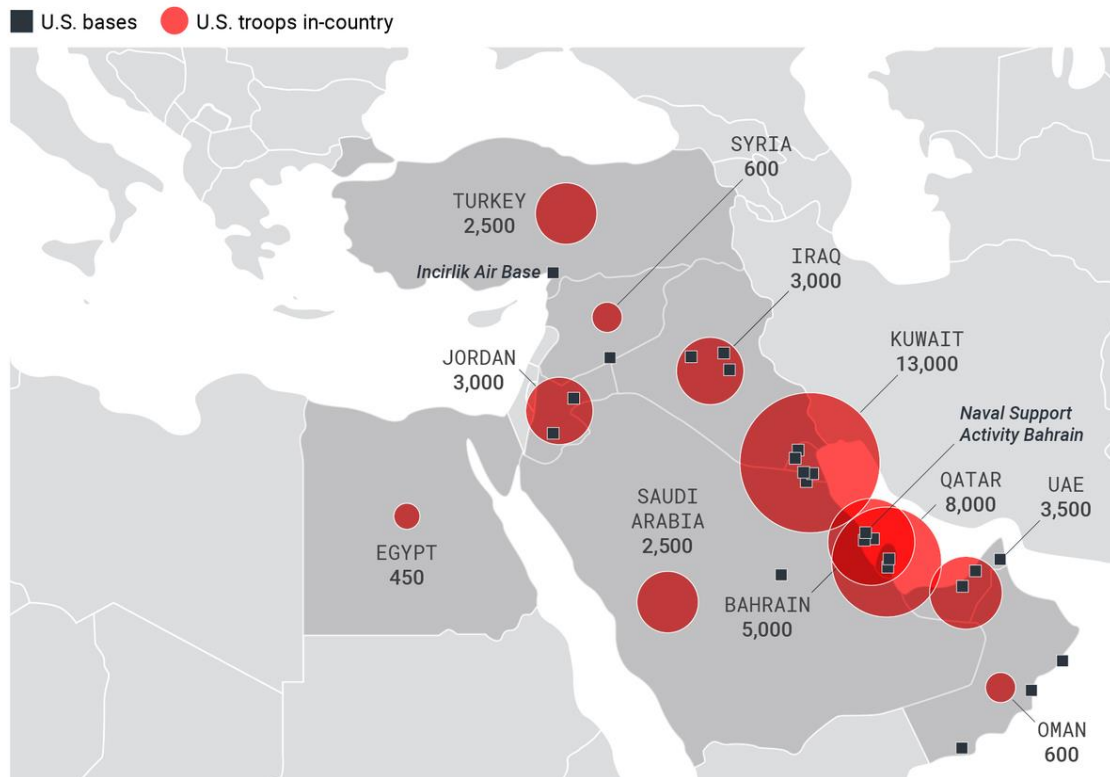 U.S. bases
U.S. troops in-country
SYRIA
600
TURKEY
2,500
Incirlik Air Base
IRAQ
3,000
JORDAN
3,000
KUWAIT
13,000
Naval Support
Activity Bahrain
QATAR
8,000
UAE
3,500
SAUDI
ARABIA
2,500
EGYPT
450
BAHRAIN
5,000
OMAN
600